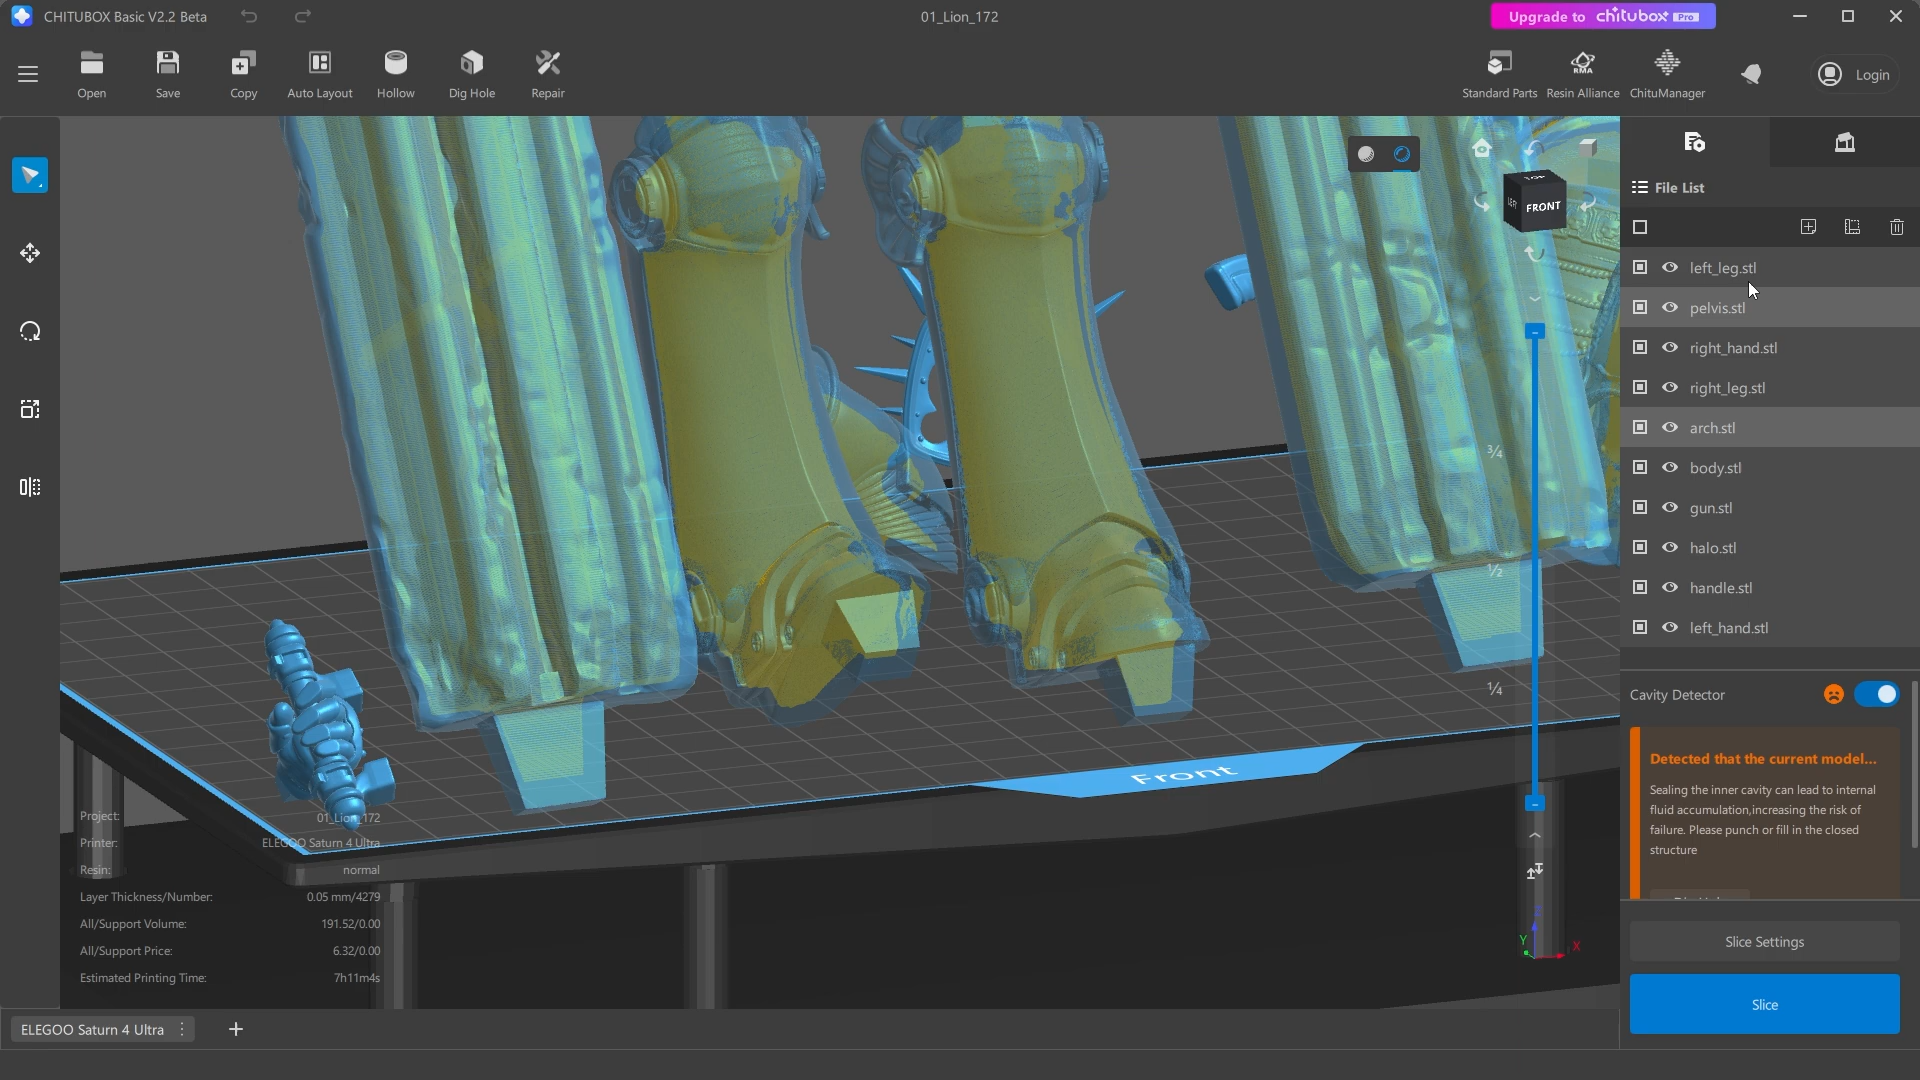 CHITUBOX Basic V2.2 Beta
01_Lion_172
Upgrade to chitubox Pro
Open
Save
Copy
Auto Layout
Hollow
Dig Hole
Repair
Standard Parts
RMA
Resin Alliance
ChituManager
Login
TOP
LEFT
FRONT
File List
left_leg.stl
pelvis.stl
right_hand.stl
right_leg.stl
arch.stl
body.stl
gun.stl
halo.stl
handle.stl
left_hand.stl
3/4
1/2
1/4
Cavity Detector
Detected that the current model...
Sealing the inner cavity can lead to internal
fluid accumulation,increasing the risk of
failure. Please punch or fill in the closed
structure
Front
Project: 01_Lion_172
Printer: ELEGOO Saturn 4 Ultra
Resin: normal
Layer Thickness/Number: 0.05 mm/4279
All/Support Volume: 191.52/0.00
All/Support Price: 6.32/0.00
Estimated Printing Time: 7h11m4s
Z
Y
X
Slice Settings
Slice
ELEGOO Saturn 4 Ultra